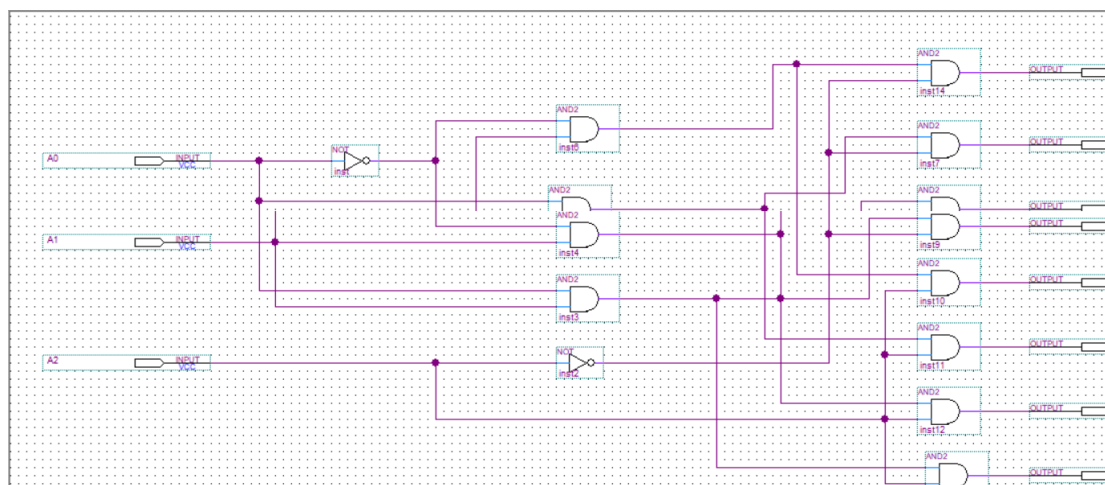 AND2
OUTPUT
inst14
AND2
inst6
AND2
OUTPUT
inst7
A0
INPUT
VCC
NOT
inst
AND2
AND2
OUTPUT
AND2
inst4
OUTPUT
inst9
A1
INPUT
VCC
AND2
inst3
AND2
OUTPUT
inst10
AND2
OUTPUT
inst11
A2
INPUT
VCC
NOT
inst2
AND2
OUTPUT
inst12
AND2
OUTPUT